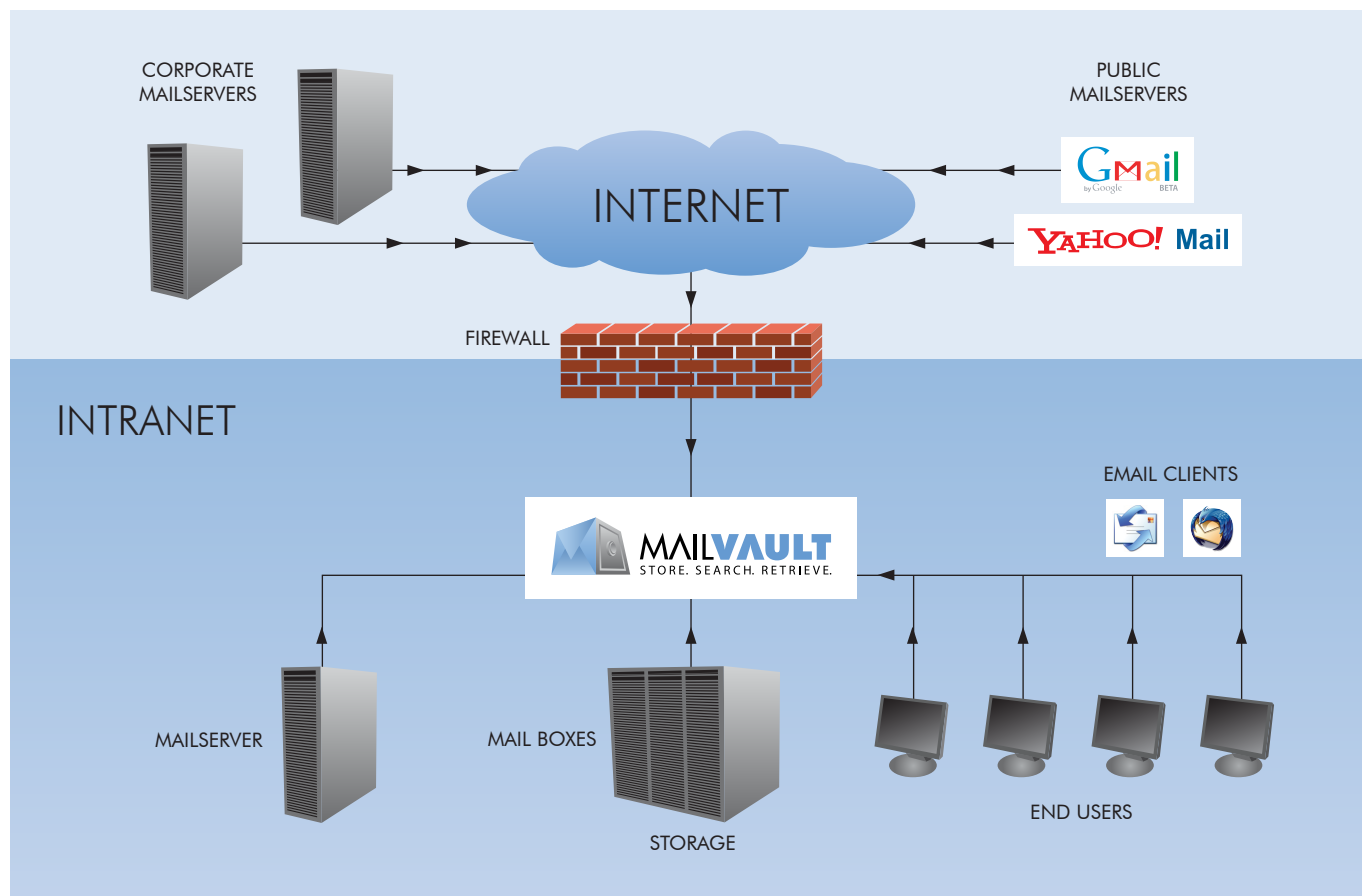 CORPORATE
MAILSERVERS
PUBLIC
MAILSERVERS
Gmail
by Google BETA
INTERNET
YAHOO! Mail
FIREWALL
INTRANET
EMAIL CLIENTS
MAILVAULT
STORE. SEARCH. RETRIEVE.
MAILSERVER
MAIL BOXES
END USERS
STORAGE